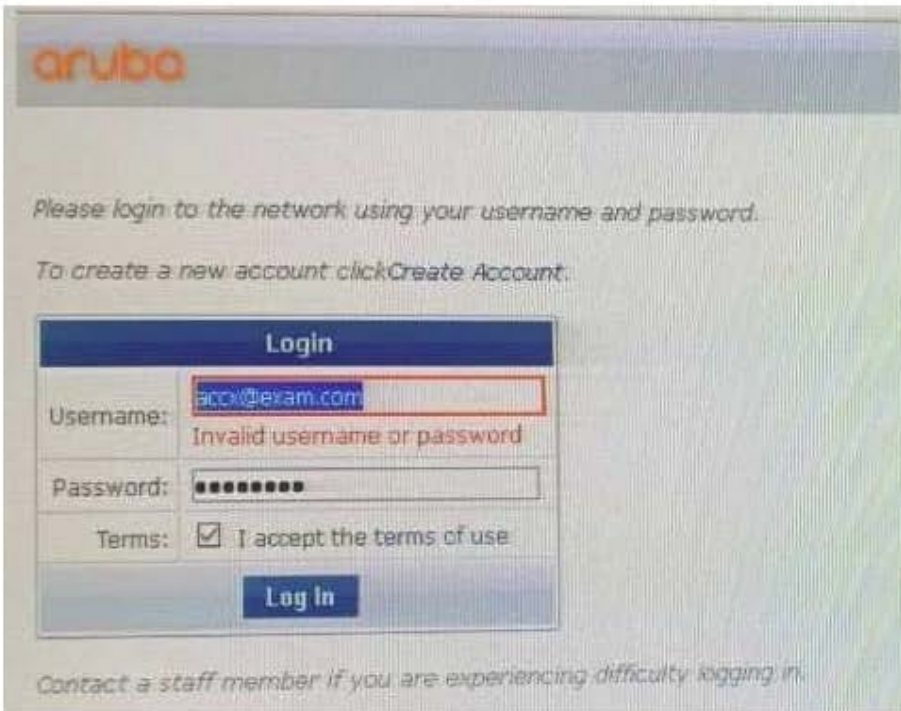 aruba
Please login to the network using your username and password.
To create a new account clickCreate Account.
Login
Username: accx@exam.com
Invalid username or password
Password: ●●●●●●●●
Terms: I accept the terms of use
Log In
Contact a staff member if you are experiencing difficulty logging in.